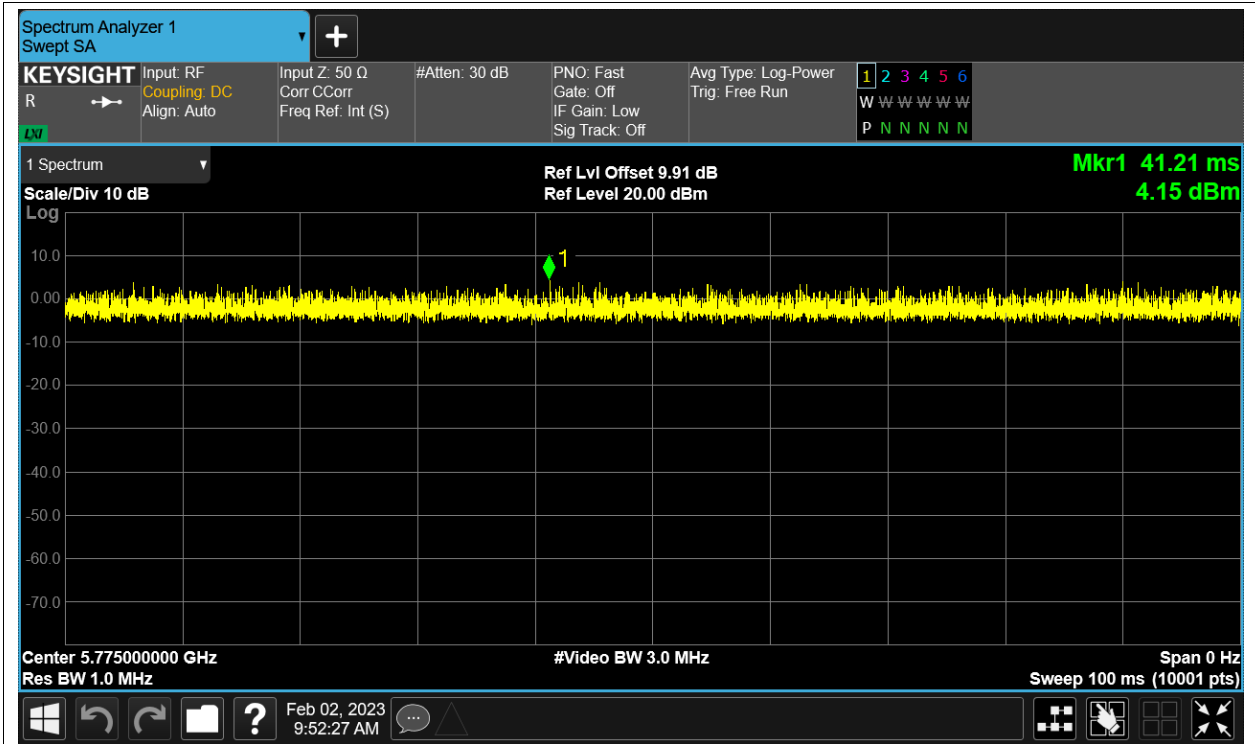 Spectrum Analyzer 1
Swept SA
KEYSIGHT
R
LXI
Input: RF
Coupling: DC
Align: Auto
Input Z: 50 Ω
Corr CCorr
Freq Ref: Int (S)
#Atten: 30 dB
PNO: Fast
Gate: Off
IF Gain: Low
Sig Track: Off
Avg Type: Log-Power
Trig: Free Run
1 2 3 4 5 6
W W W W W W
P N N N N N
1 Spectrum
Scale/Div 10 dB
Log
Ref Lvl Offset 9.91 dB
Ref Level 20.00 dBm
Mkr1 41.21 ms
4.15 dBm
1
10.0
0.00
-10.0
-20.0
-30.0
-40.0
-50.0
-60.0
-70.0
Center 5.775000000 GHz
Res BW 1.0 MHz
#Video BW 3.0 MHz
Span 0 Hz
Sweep 100 ms (10001 pts)
?
Feb 02, 2023
9:52:27 AM